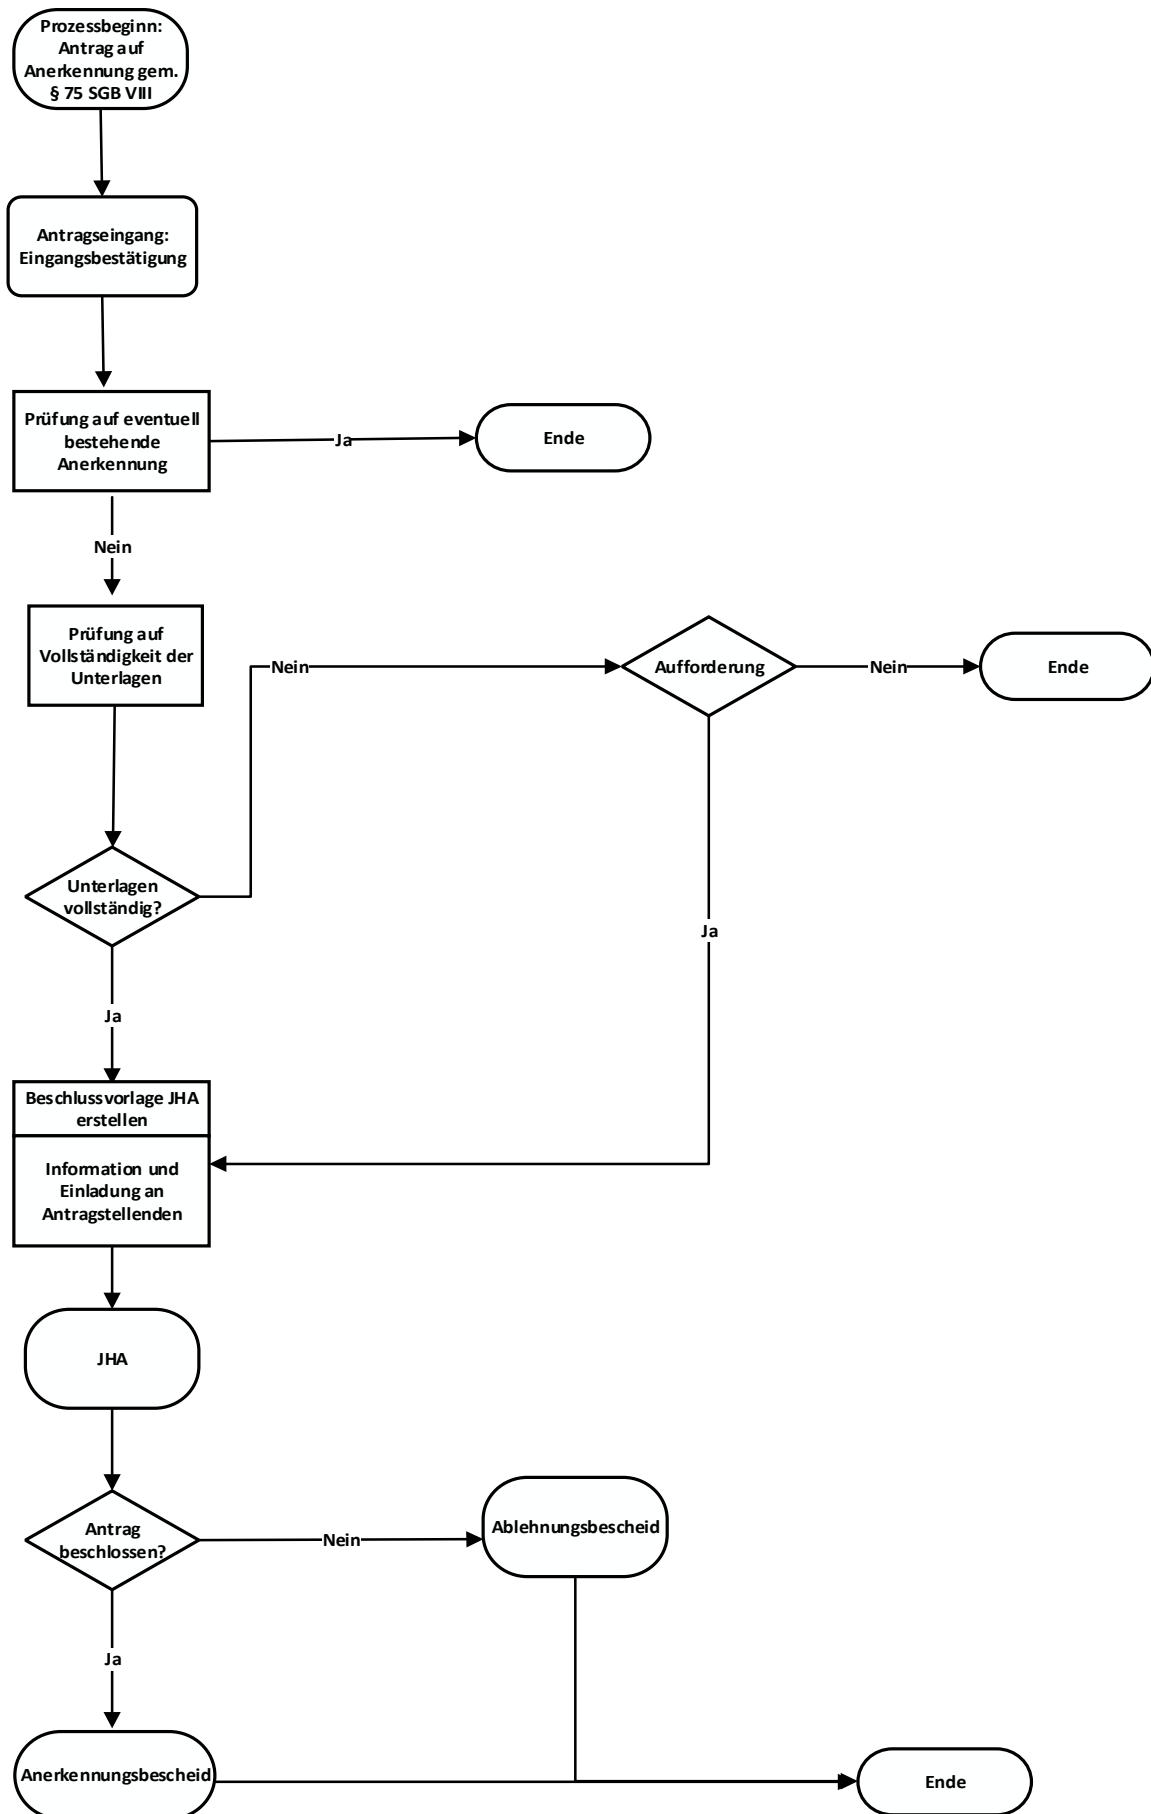 Prozessbeginn:
Antrag auf
Anerkennung gem.
§ 75 SGB VIII
Antragseingang:
Eingangsbestätigung
Prüfung auf eventuell
bestehende
Anerkennung
Ja
Ende
Nein
Prüfung auf
Vollständigkeit der
Unterlagen
Nein
Aufforderung
Nein
Ende
Unterlagen
vollständig?
Ja
Ja
Beschlussvorlage JHA
erstellen
Information und
Einladung an
Antragstellenden
JHA
Antrag
beschlossen?
Nein
Ablehnungsbescheid
Ja
Anerkennungsbescheid
Ende